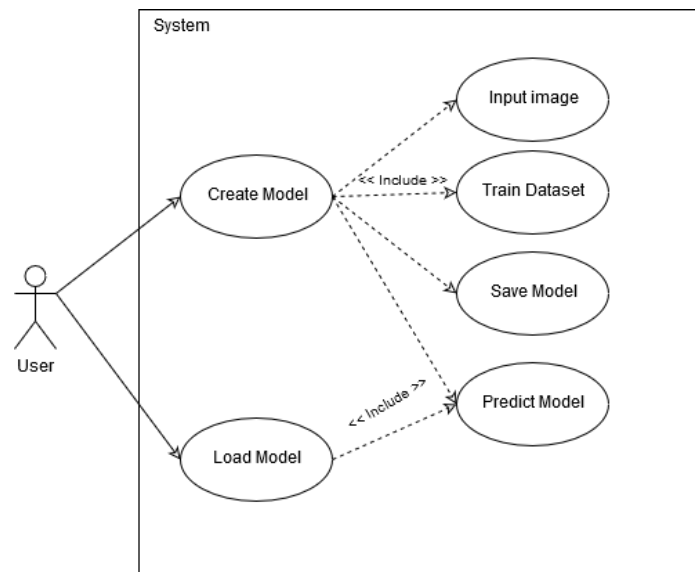 System
Input image
<< Include >>
Create Model
Train Dataset
Save Model
User
<< Include >>
Predict Model
Load Model